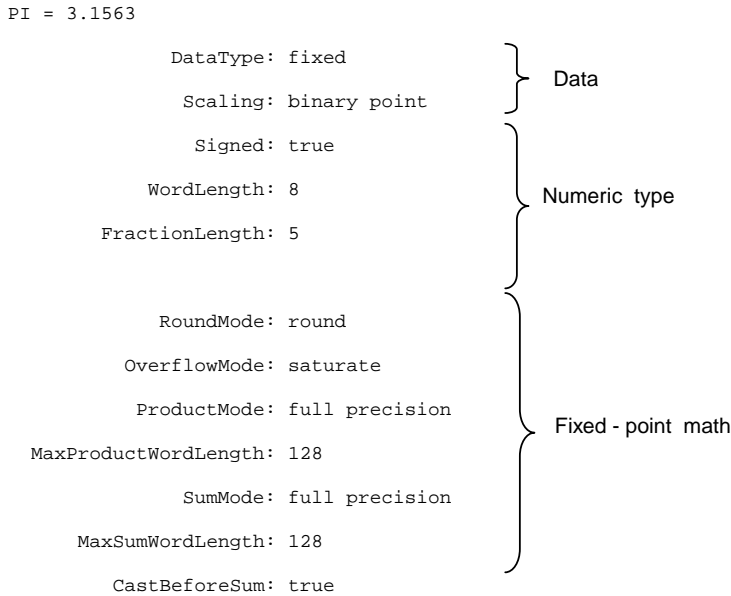 PI = 3.1563
DataType: fixed
Data
Scaling: binary point
Signed: true
WordLength: 8
Numeric type
FractionLength: 5
RoundMode: round
OverflowMode: saturate
ProductMode: full precision
Fixed - point math
MaxProductWordLength: 128
SumMode: full precision
MaxSumWordLength: 128
CastBeforeSum: true